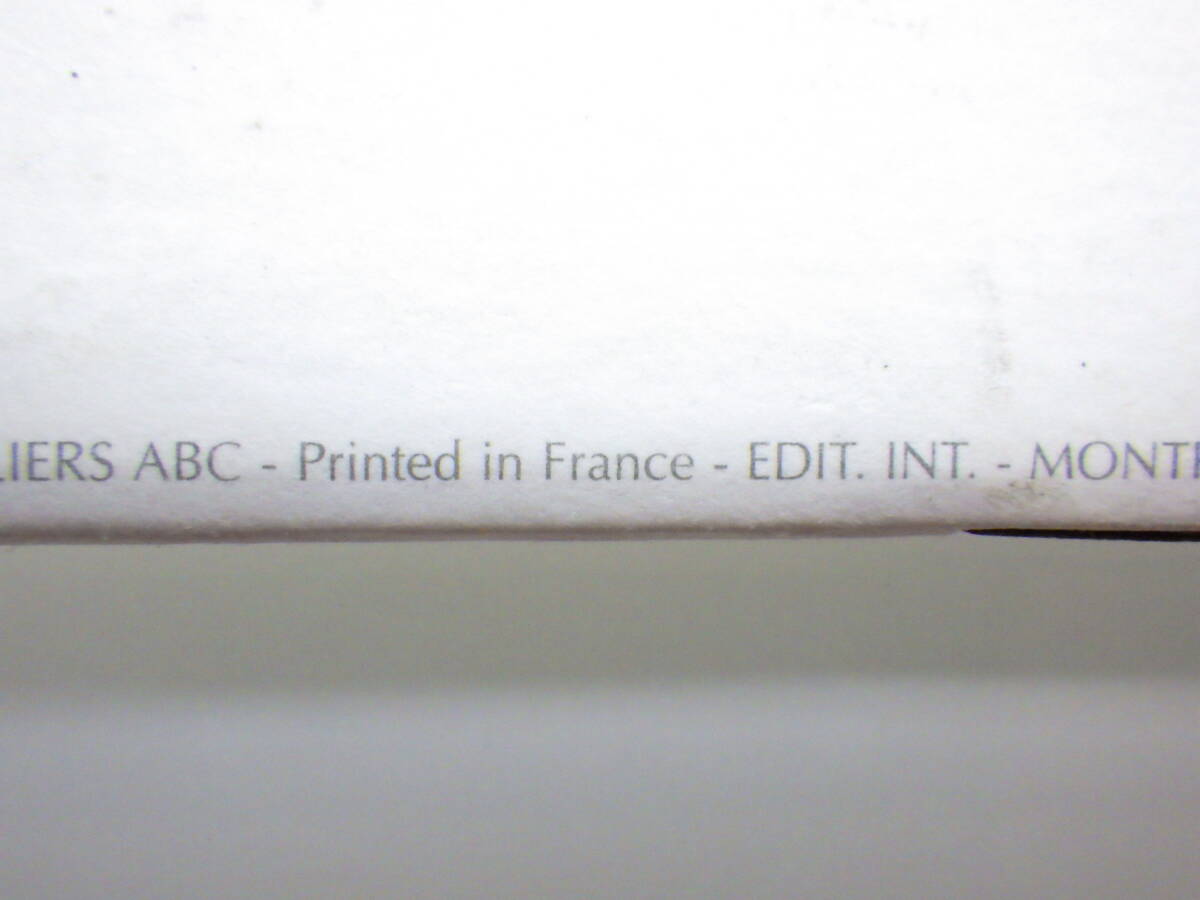 LIERS ABC - Printed in France - EDIT. INT. - MONT